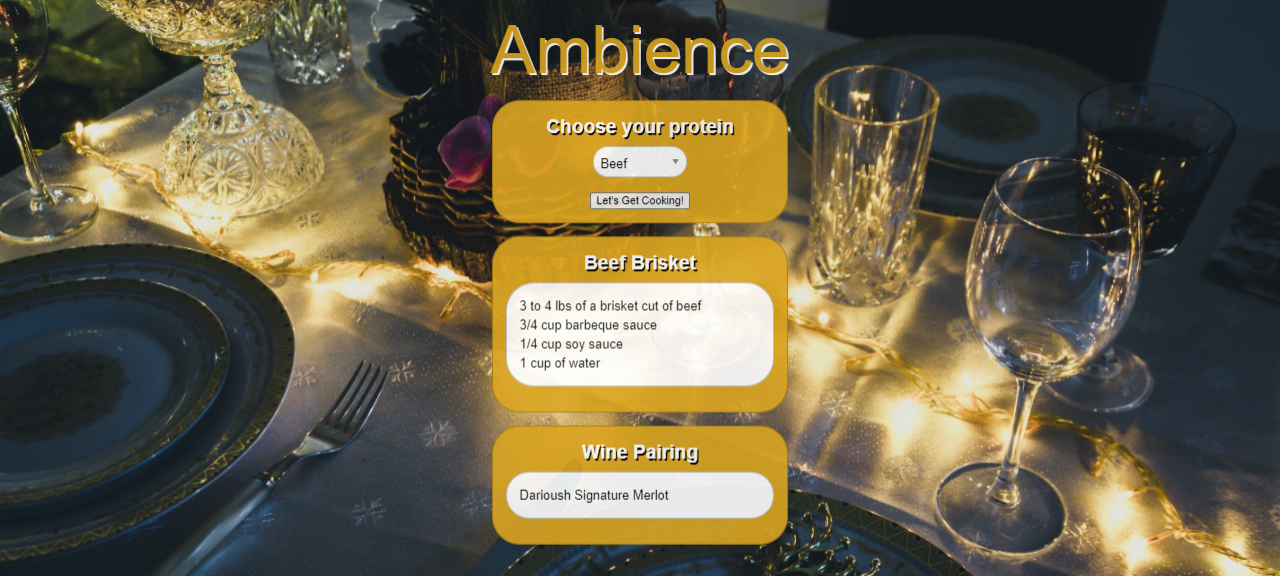 Ambience
Choose your protein
Beef
Let's Get Cooking!
Beef Brisket
3 to 4 lbs of a brisket cut of beef
3/4 cup barbeque sauce
1/4 cup soy sauce
1 cup of water
Wine Pairing
Darioush Signature Merlot